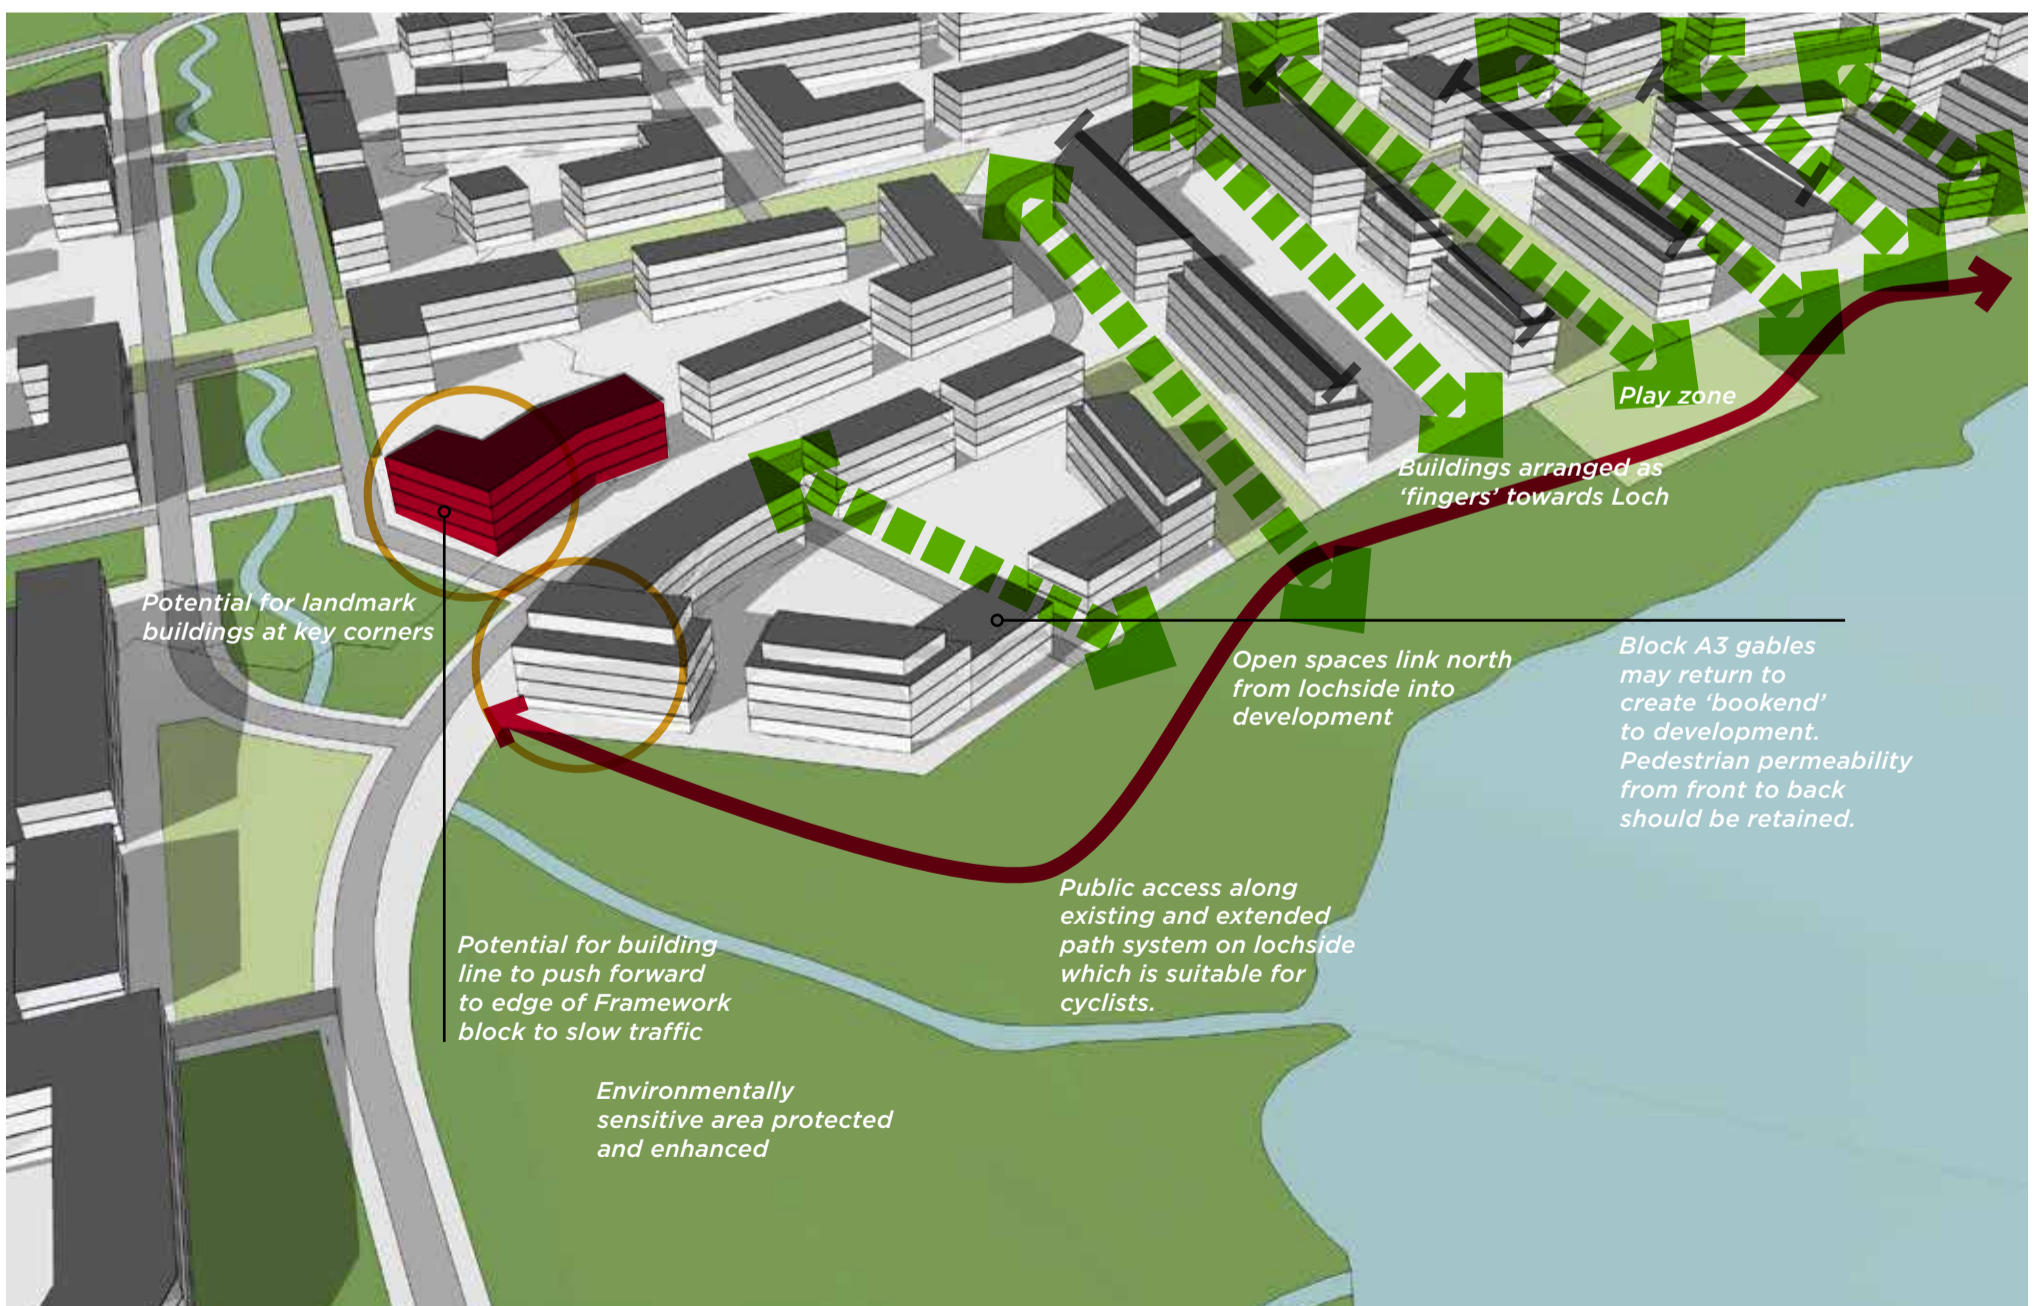 Play zone
Buildings arranged as
‘fingers’ towards Loch
Potential for landmark
buildings at key corners
Open spaces link north
from lochside into
development
Block A3 gables
may return to
create ‘bookend’
to development.
Pedestrian permeability
from front to back
should be retained.
Public access along
existing and extended
path system on lochside
which is suitable for
cyclists.
Potential for building
line to push forward
to edge of Framework
block to slow traffic
Environmentally
sensitive area protected
and enhanced